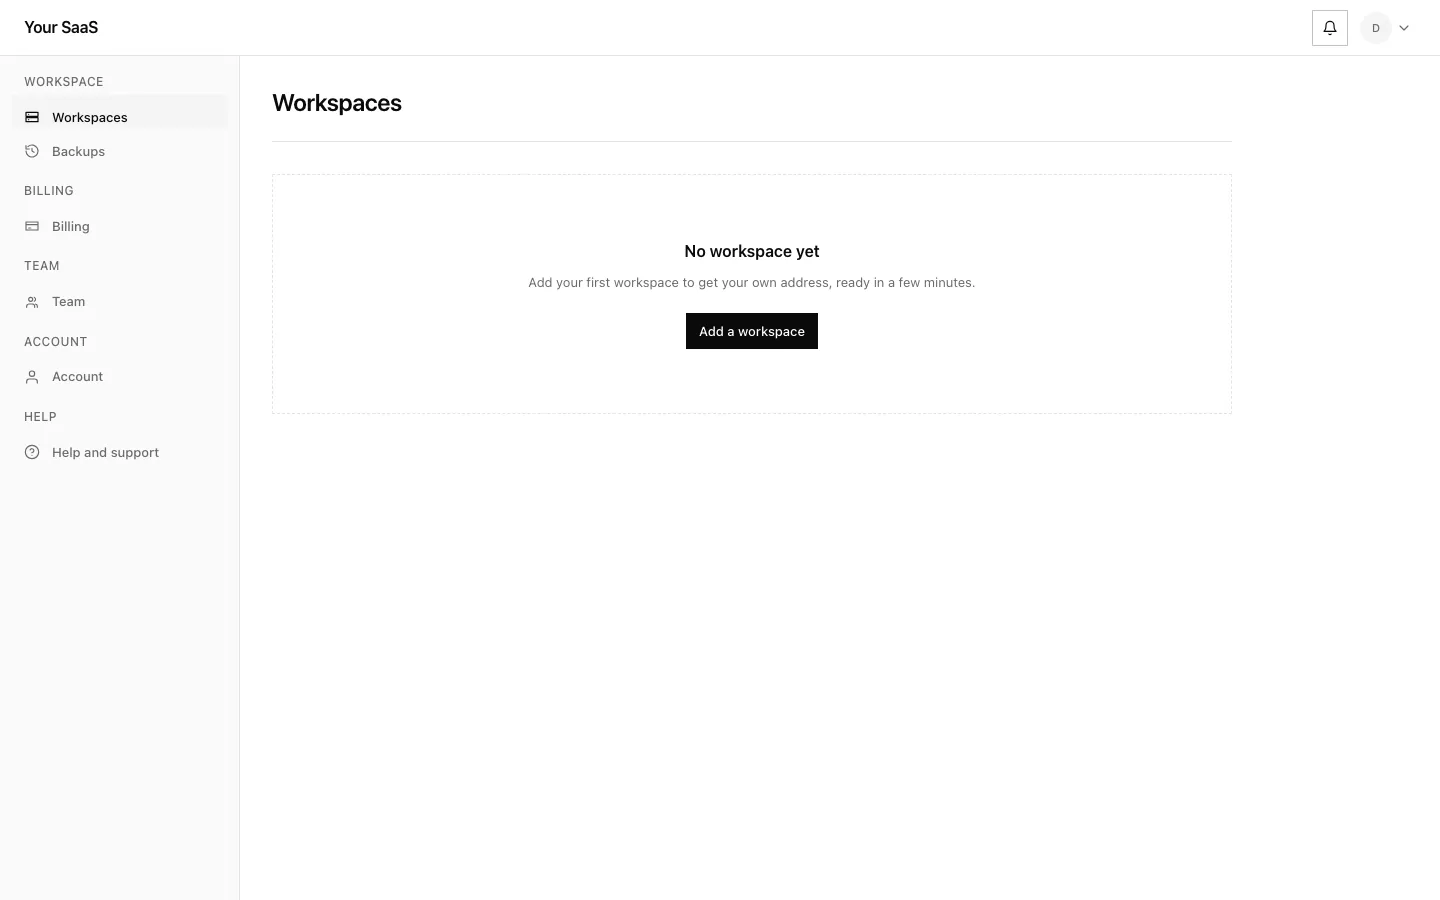 Your SaaS
D
WORKSPACE
Workspaces
Backups
BILLING
Billing
TEAM
Team
ACCOUNT
Account
HELP
Help and support
Workspaces
No workspace yet
Add your first workspace to get your own address, ready in a few minutes.
Add a workspace